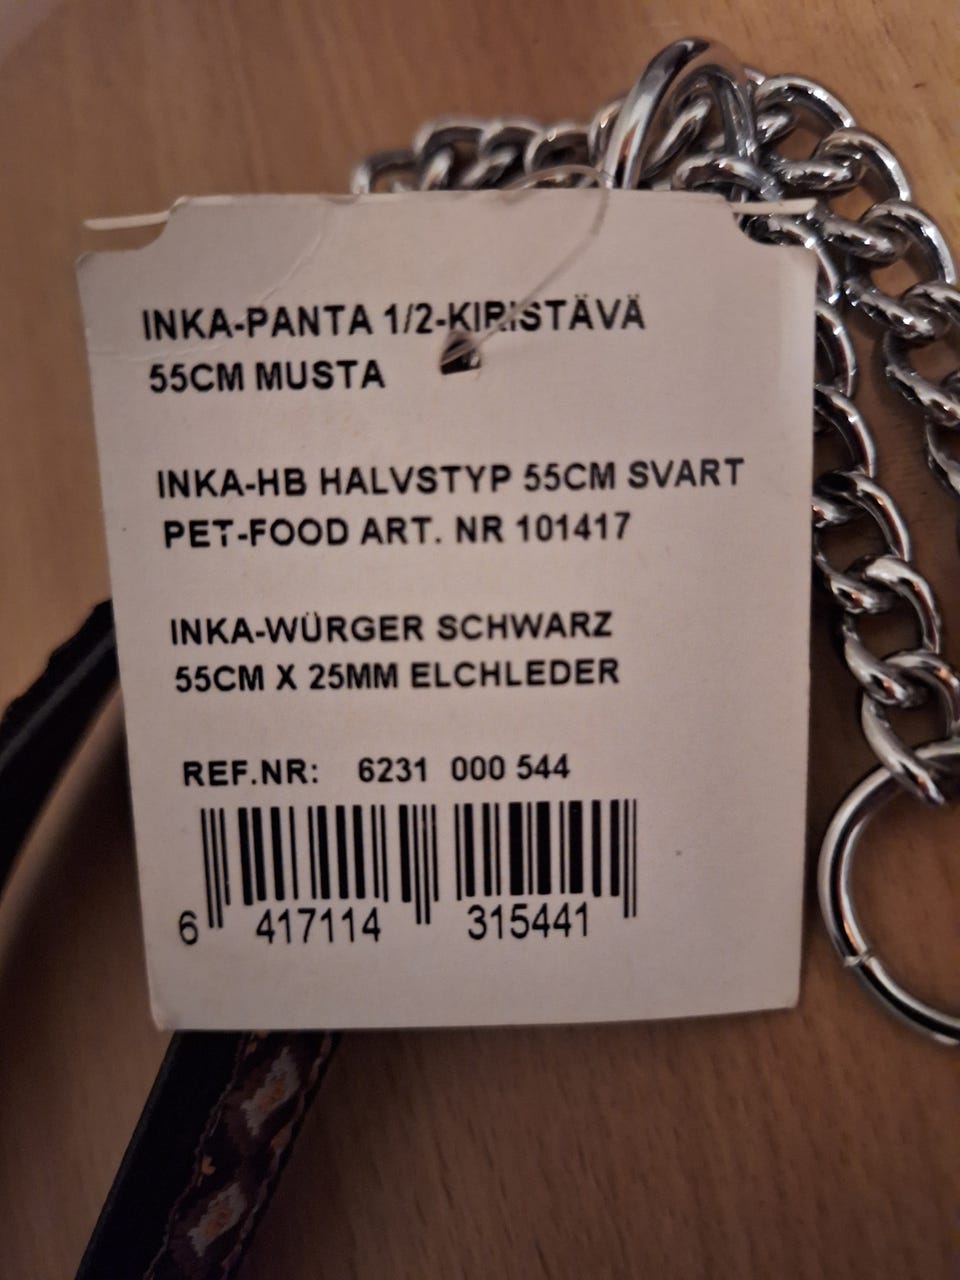 INKA-PANTA 1/2-KIRISTÄVÄ
55CM MUSTA
INKA-HB HALVSTYP 55CM SVART
PET-FOOD ART. NR 101417
INKA-WÜRGER SCHWARZ
55CM X 25MM ELCHLEDER
REF.NR: 6231 000 544
6 417114 315441